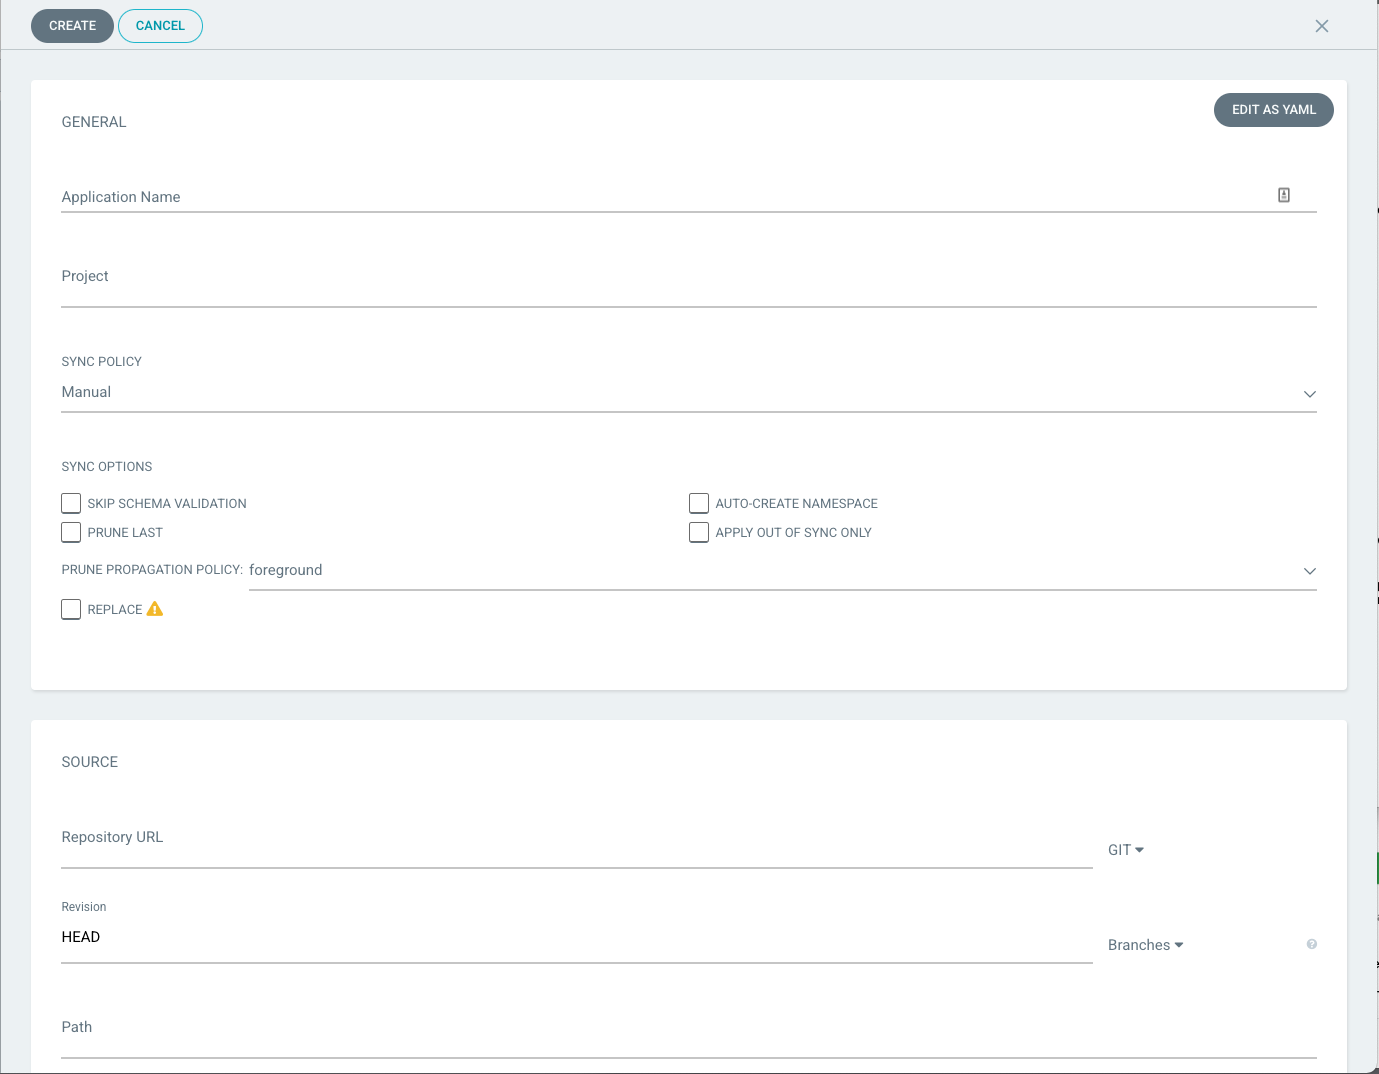 CREATE CANCEL
EDIT AS YAML
GENERAL
Application Name
Project
SYNC POLICY
Manual
SYNC OPTIONS
SKIP SCHEMA VALIDATION AUTO-CREATE NAMESPACE
PRUNE LAST APPLY OUT OF SYNC ONLY
PRUNE PROPAGATION POLICY: foreground
REPLACE
SOURCE
Repository URL
GIT
Revision
HEAD
Branches
Path